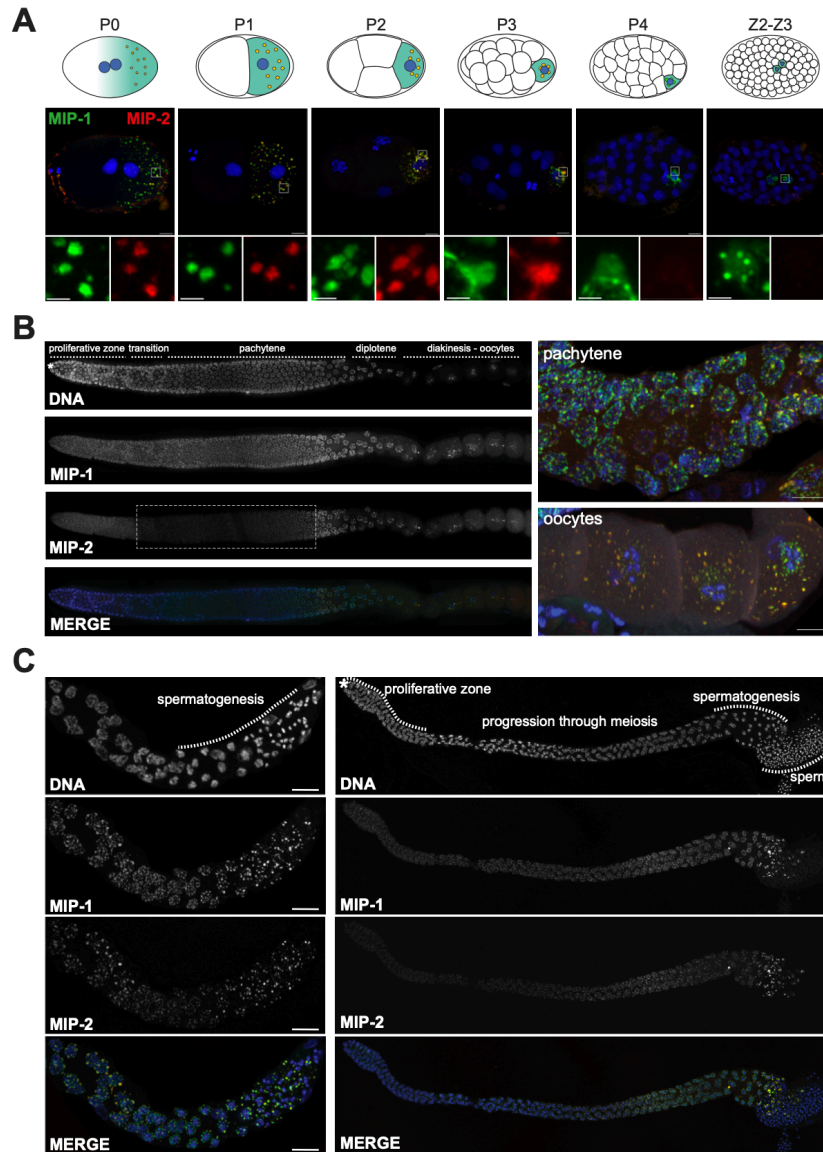 A
P0 P1 P2 P3 P4 Z2-Z3
MIP-1 MIP-2
B
proliferative zone transition pachytene diplotene diakinesis - oocytes
*
DNA
MIP-1
MIP-2
MERGE
pachytene
oocytes
C
spermatogenesis
DNA
MIP-1
MIP-2
MERGE
*
proliferative zone
spermatogenesis
progression through meiosis
sperm
DNA
MIP-1
MIP-2
MERGE